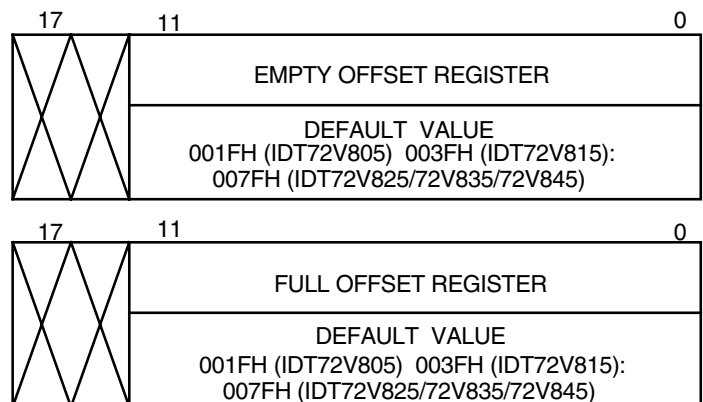 17 11 0
EMPTY OFFSET REGISTER
DEFAULT VALUE
001FH (IDT72V805) 003FH (IDT72V815):
007FH (IDT72V825/72V835/72V845)
17 11 0
FULL OFFSET REGISTER
DEFAULT VALUE
001FH (IDT72V805) 003FH (IDT72V815):
007FH (IDT72V825/72V835/72V845)